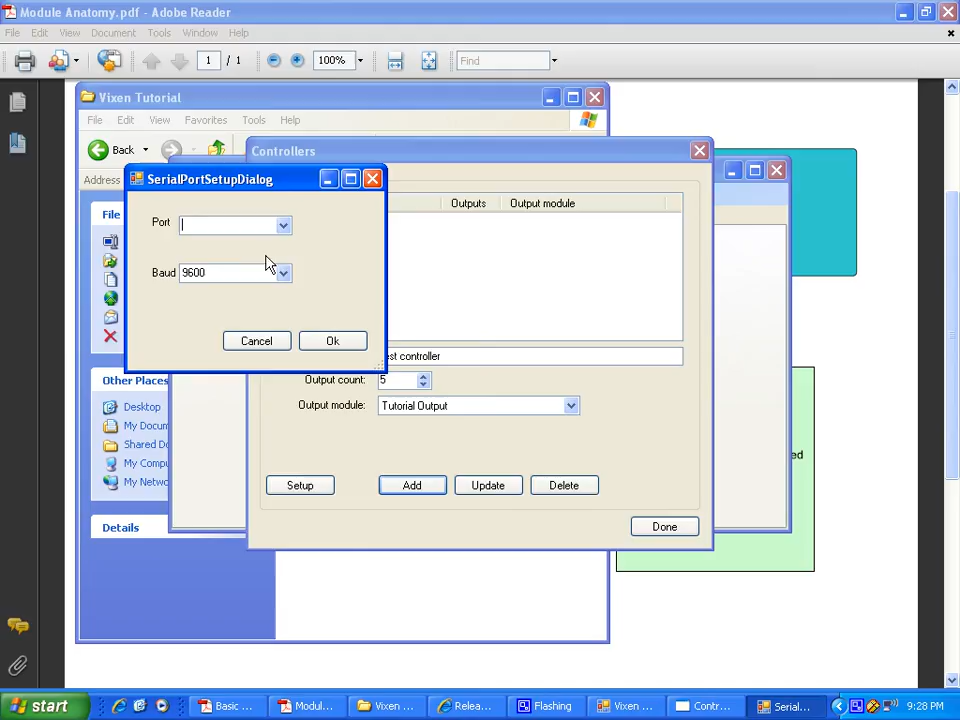 Module Anatomy.pdf - Adobe Reader
File Edit View Document Tools Window Help
1 / 1 100% Find
Vixen Tutorial
File Edit View Favorites Tools Help
Back
Address
File
Other Places
Desktop
My Docum
Shared Do
My Compu
My Netwo
Details
Controllers
Outputs Output module
est controller
Output count: 5
Output module: Tutorial Output
Setup Add Update Delete
Done
SerialPortSetupDialog
Port
Baud 9600
Cancel Ok
ed
start Basic ... Modul... Vixen ... Relea... Flashing Vixen ... Contr... Serial... 9:28 PM